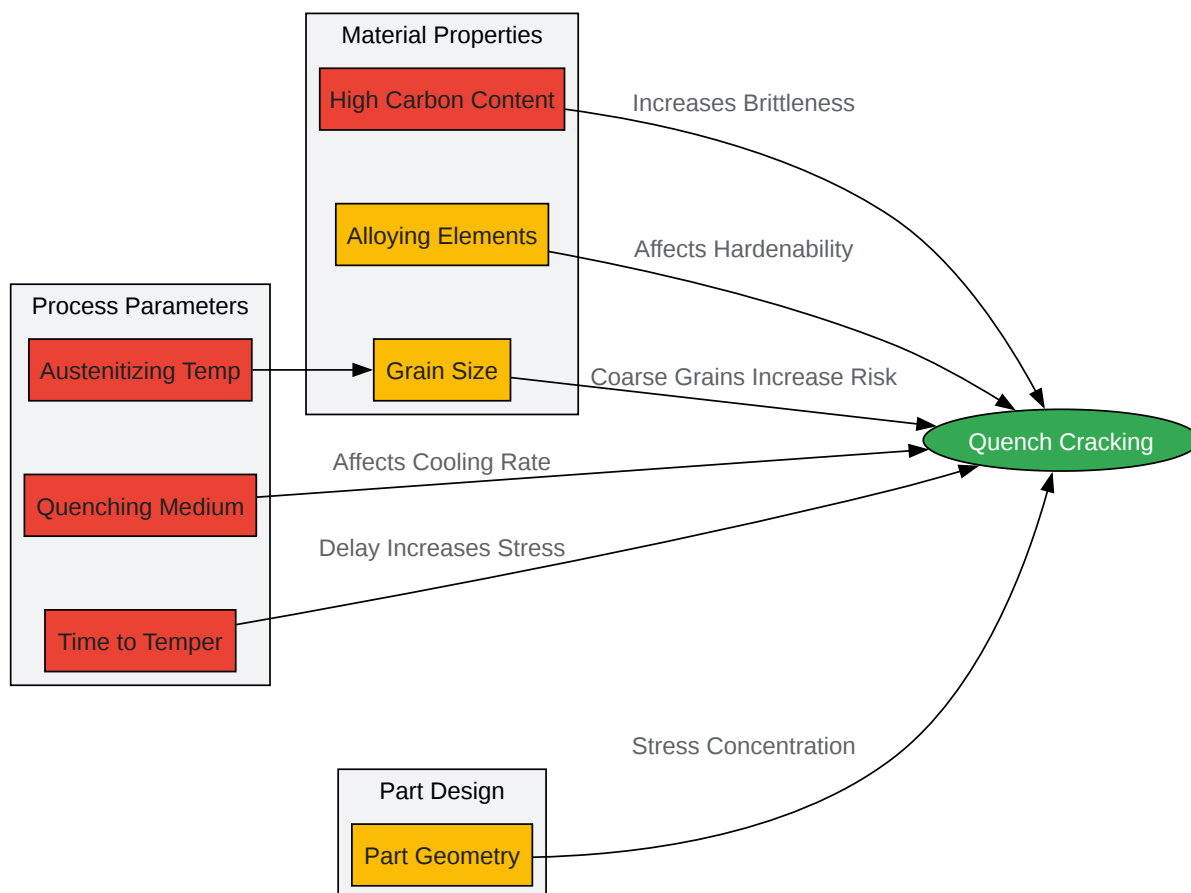 Material Properties
High Carbon Content
Increases Brittleness
Alloying Elements
Affects Hardenability
Process Parameters
Austenitizing Temp
Grain Size
Coarse Grains Increase Risk
Quench Cracking
Affects Cooling Rate
Quenching Medium
Delay Increases Stress
Time to Temper
Stress Concentration
Part Design
Part Geometry